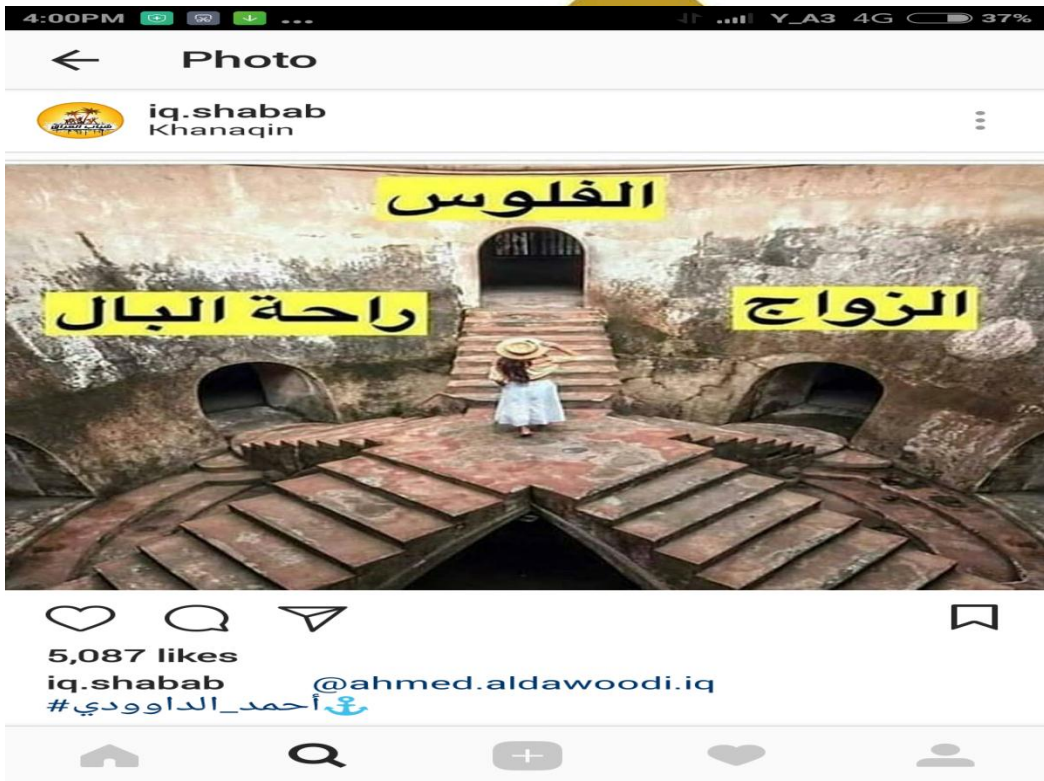 4:00PM ... Y_A3 4G 37%
Photo
iq.shabab
Khanaqin
الفلوس
راحة البال
الزواج
5,087 likes
iq.shabab @ahmed.aldawoodi.iq
#أحمد_الداوودي